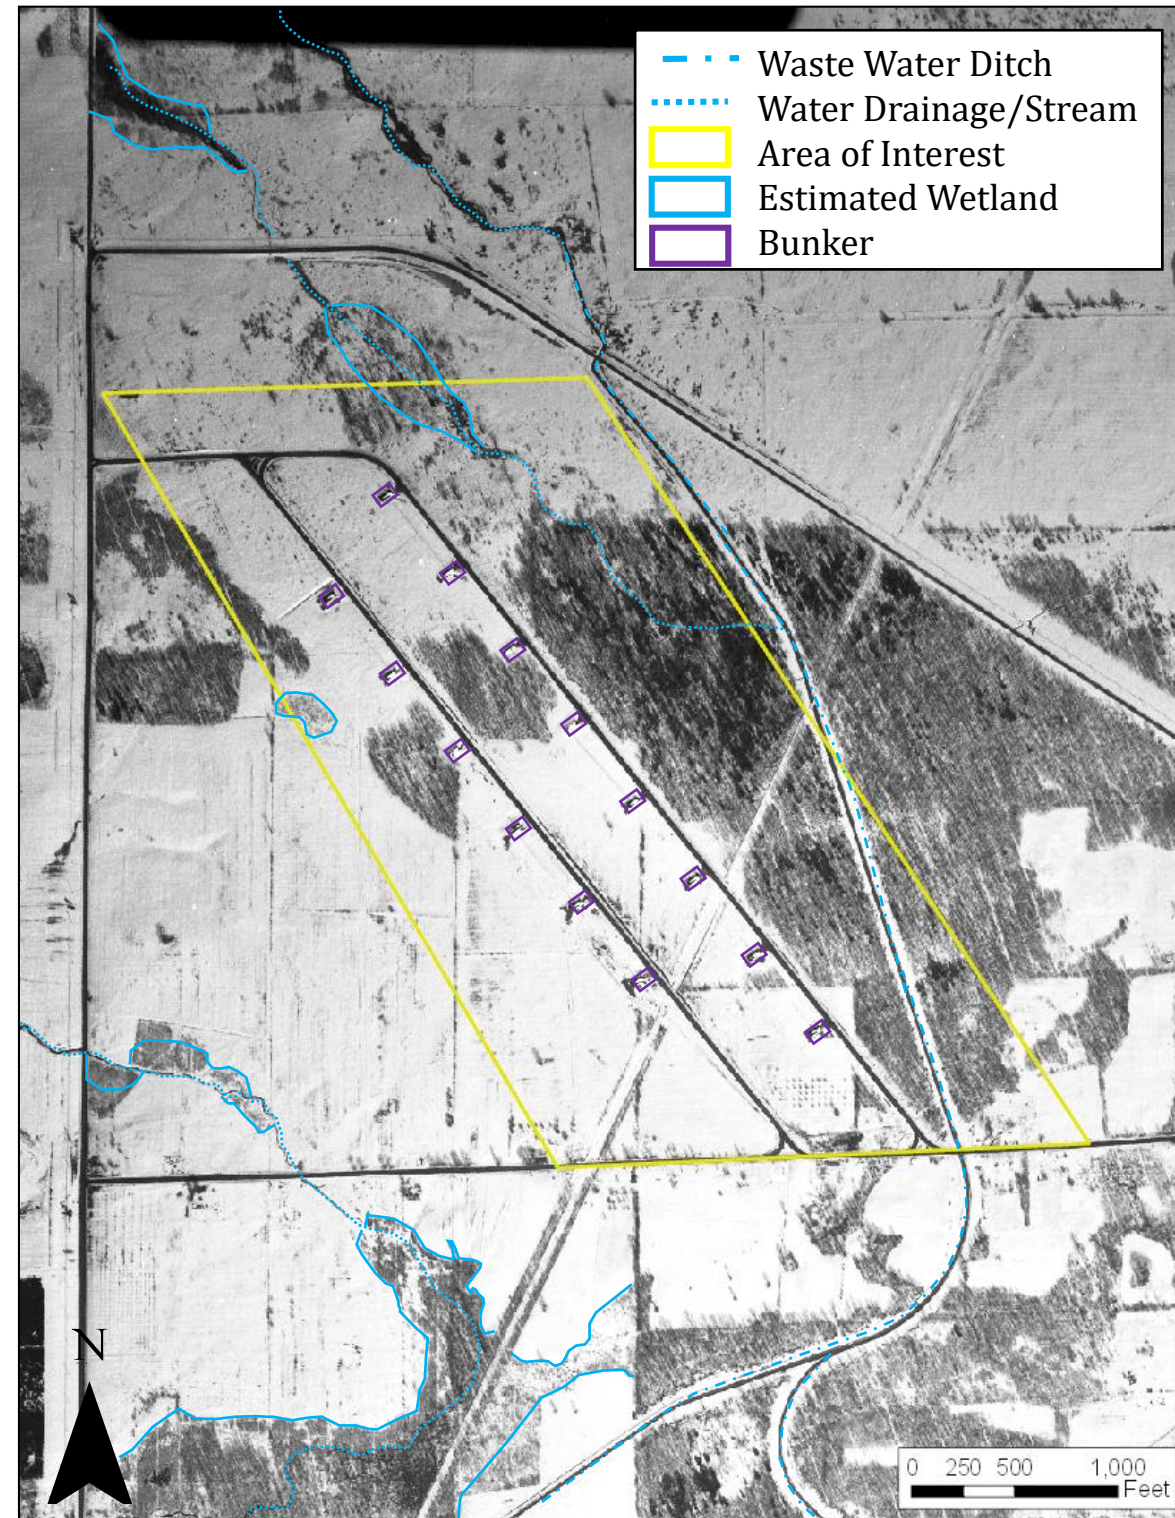 Waste Water Ditch
Water Drainage/Stream
Area of Interest
Estimated Wetland
Bunker
N
0 250 500 1,000
Feet